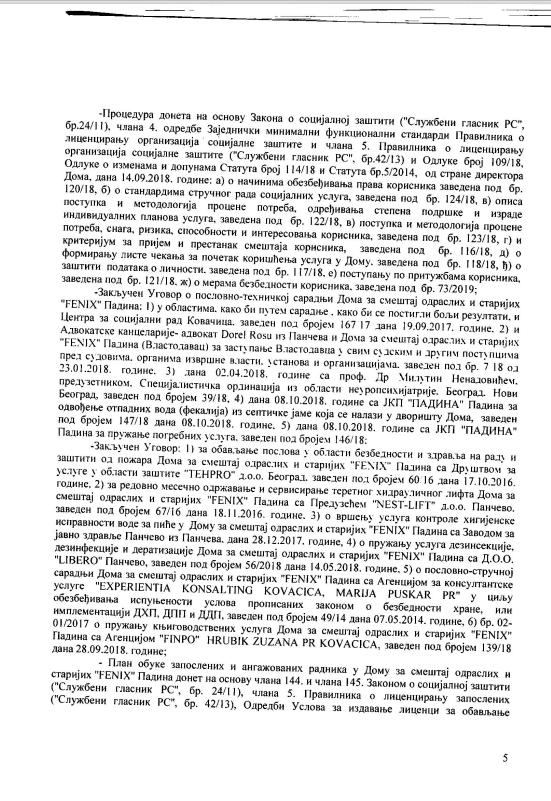 -Процедура донета на основу Закона о социјалној заштити ("Службени гласник РС",
бр.24/11), члана 4. одредбе Заједнички минимални функционални стандарди Правилника о
лиценцирању организација социјалне заштите и члана 5. Правилника о лиценцирању
организација социјалне заштите ("Службени гласник РС", бр.42/13) и Одлуке број 109/18,
Одлуке о изменама и допунама Статута број 114/18 и Статута бр.5/2014, од стране директора
Дома, дана 14.09.2018. године: а) о начинима обезбеђивања права корисника заведена под бр.
120/18, б) о стандардима стручног рада социјалних услуга, заведена под бр. 124/18, в) описа
поступка и методологија процене потреба, одређивања степена подршке и израде
индивидуалних планова услуга, заведена под бр. 122/18, в) поступка и методологија процене
потреба, снага, ризика, способности и интересовања корисника, заведена под бр. 123/18, г) и
критеријум за пријем и престанак смештаја корисника, заведена под бр. 116/18, д) о
формирању листе чекања за почетак коришћења услуга у Дому. заведена под бр. 118/18, ђ) о
заштити података о личности. заведена под бр. 117/18, е) поступању по притужбама корисника,
заведена под бр. 121/18. ж) о мерама безбедности корисника, заведена под бр. 73/2019;
-Закључен Уговор о пословно-техничкој сарадњи Дома за смештај одраслих и старијих
"FENIX" Падина; 1) у областима. како би путем сарадње , како би се постигли бољи резултати, и
Центра за социјални рад Ковачица. заведен под бројем 167 17 дана 19.09.2017. године. 2) и
Адвокатске канцеларије- адвокат Dorel Rosu из Панчева и Дома за смештај одраслих и старијих
"FENIX" Падина (Властодавац) за заступање Властодавца у свим судским и другим поступцима
пред судовима, органима извршне власти, установа и организацијама. заведен под бр. 7 18 од
23.01.2018. године. 3) дана 02.04.2018. године са проф. Др Милутин Ненадовићем,
предузетником. Специјалистичка ординација из области неуропсихијатрије. Београд. Нови
Београд, заведен под бројем 39/18, 4) дана 08.10.2018. године са ЈКП "ПАДИНА" Падина за
одвођење отпадних вода (фекалија) из септичке јаме која се налази у дворишту Дома, заведен
под бројем 147/18 дана 08.10.2018. године. 5) дана 08.10.2018. године са ЈКП "ПАДИНА"
Падина за пружање погребних услуга, заведен под бројем 146/18:
-Закључен Уговор: 1) за обављање послова у области безбедности и здравља на раду и
заштити од пожара Дома за смештај одраслих и старијих "FENIX" Падина са Друштвом за
услуге у области заштите "TEHPRO" д.о.о. Београд. заведен под бројем 60 16 дана 17.10.2016.
године, 2) за редовно месечно одржавање и сервисирање теретног хидрауличног лифта Дома за
смештај одраслих и старијих "FENIX" Падина са Предузећем "NEST-LIFT" д.о.о. Панчево.
заведен под бројем 67/16 дана 18.11.2016. године. 3) о вршењу услуга контроле хигијенске
исправности воде за пиће у Дому за смештај одраслих и старијих "FENIX" Падина са Заводом за
јавно здравље Панчево из Панчева, дана 28.12.2017. године, 4) о пружању услуга дезинсекције,
дезинфекције и дератизације Дома за смештај одраслих и старијих "FENIX" Падина са Д.О.О.
"LIBERO" Панчево, заведен под бројем 56/2018 дана 14.05.2018. године, 5) о пословно-стручној
сарадњи Дома за смештај одраслих и старијих "FENIX" Падина са Агенцијом за консултантске
услуге "EXPERIENTIA KONSALTING KOVACICA, MARIJA PUSKAR PR" у циљу
обезбеђивања испуњености услова прописаних законом о безбедности хране, или
имплементаци ДХП, ДПП и ДДП, заведен под бројем 49/14 дана 07.05.2014. године, 6) бр. 02-
01/2017 о пружању књиговодствених услуга Дома за смештај одраслих и старијих "FENIX"
Падина са Агенцијом "FINPO" HRUBIK ZUZANA PR KOVACICA, заведен под бројем 139/18
дана 28.09.2018. године;
- План обуке запослених и ангажованих радника у Дому за смештај одраслих и
старијих "FENIX" Падина донет на основу члана 144. и члана 145. Законом о социјалној заштити
("Службени гласник РС", бр. 24/11), члана 5. Правилника о лиценцирању запослених
("Службени гласник РС", бр. 42/13), Одредби Услова за издавање лиценци за обављање
5